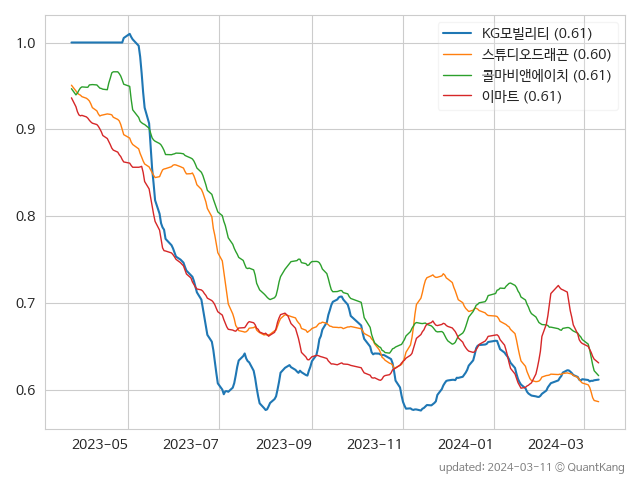 KG모빌리티 (0.61)
스튜디오드래곤 (0.60)
콜마비앤에이치 (0.61)
이마트 (0.61)
1.0
0.9
0.8
0.7
0.6
2023-05 2023-07 2023-09 2023-11 2024-01 2024-03
updated: 2024-03-11 © QuantKang